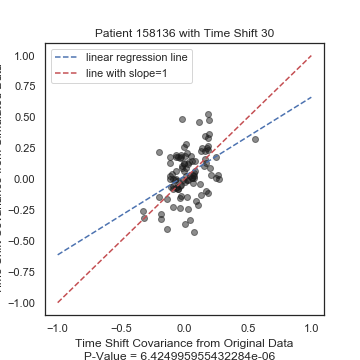 Patient 158136 with Time Shift 30
linear regression line
line with slope=1
1.00
0.75
0.50
0.25
0.00
−0.25
−0.50
−0.75
−1.00
−1.0
−0.5
0.0
0.5
1.0
Time Shift Covariance from Original Data
P-Value = 6.424995955432284e-06